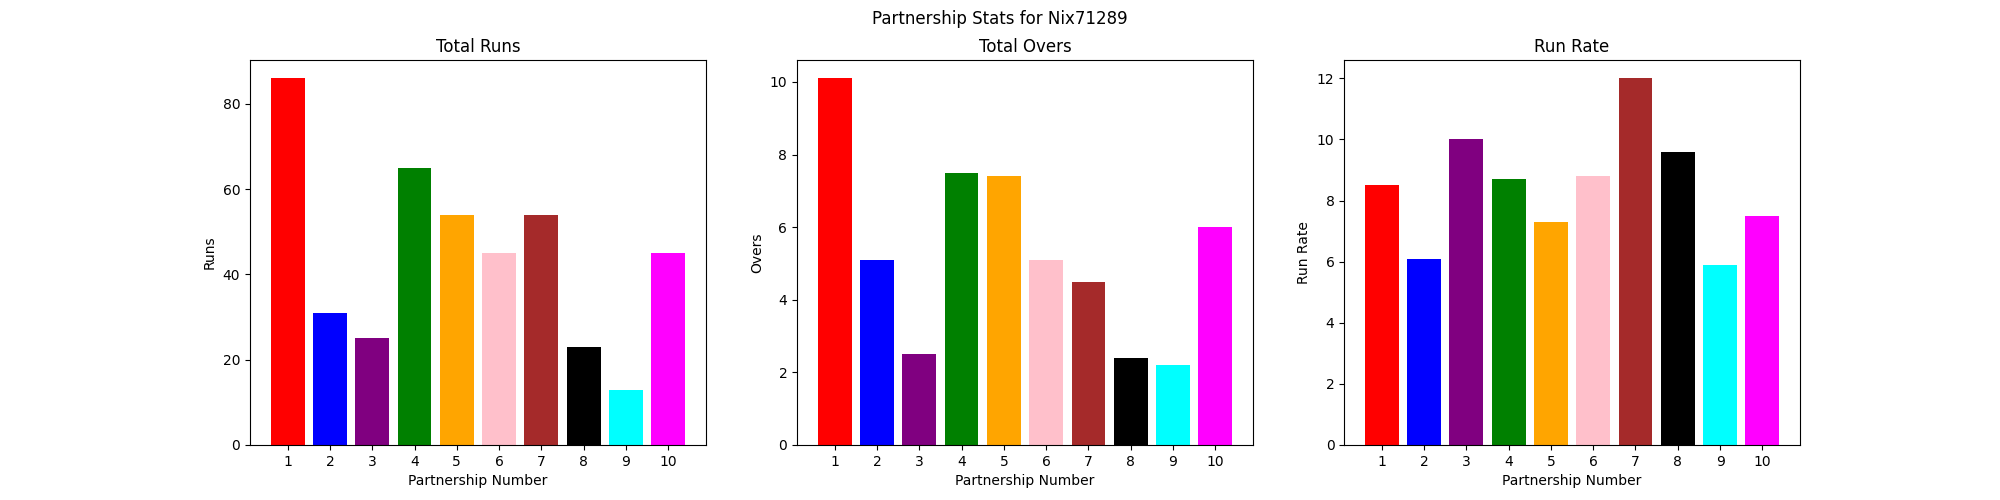 Partnership Stats for Nix71289
Total Runs
80
60
40
20
0
Runs
1 2 3 4 5 6 7 8 9 10
Partnership Number
Total Overs
10
8
6
4
2
0
Overs
1 2 3 4 5 6 7 8 9 10
Partnership Number
Run Rate
12
10
8
6
4
2
0
Run Rate
1 2 3 4 5 6 7 8 9 10
Partnership Number